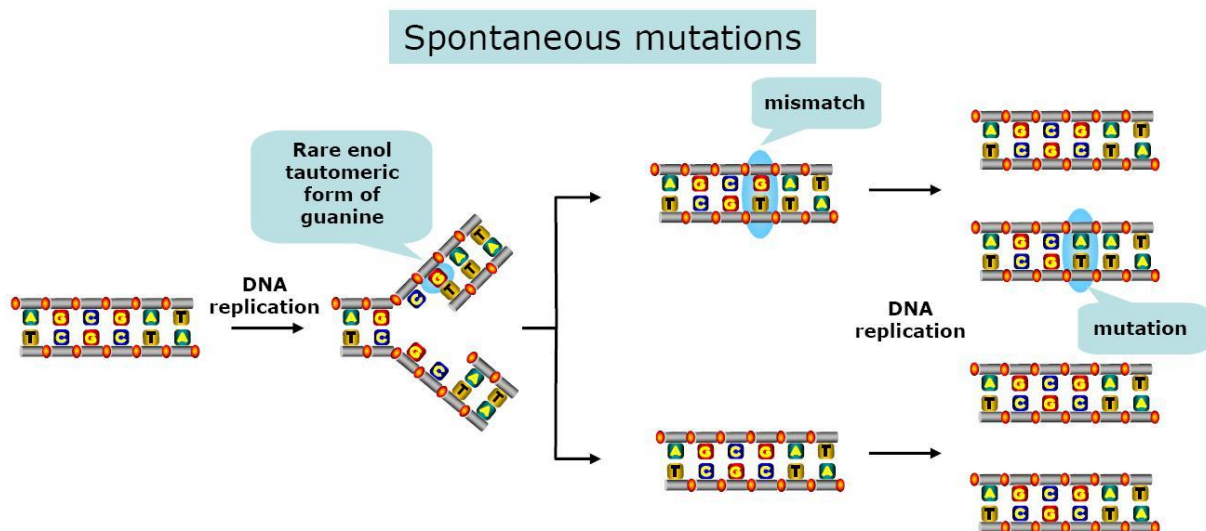 Spontaneous mutations
mismatch
Rare enol
tautomeric
form of
guanine
DNA
replication
A G C G A T
T C G C T A
A G
T C
C G A T
T T A
G C T A
A T
A G C G A T
T C G T T A
A G C G A T
T C G C T A
DNA
replication
A G C G A T
T C G C T A
A G C A A T
T C G T T A
mutation
A G C G A T
T C G C T A
A G C G A T
T C G C T A